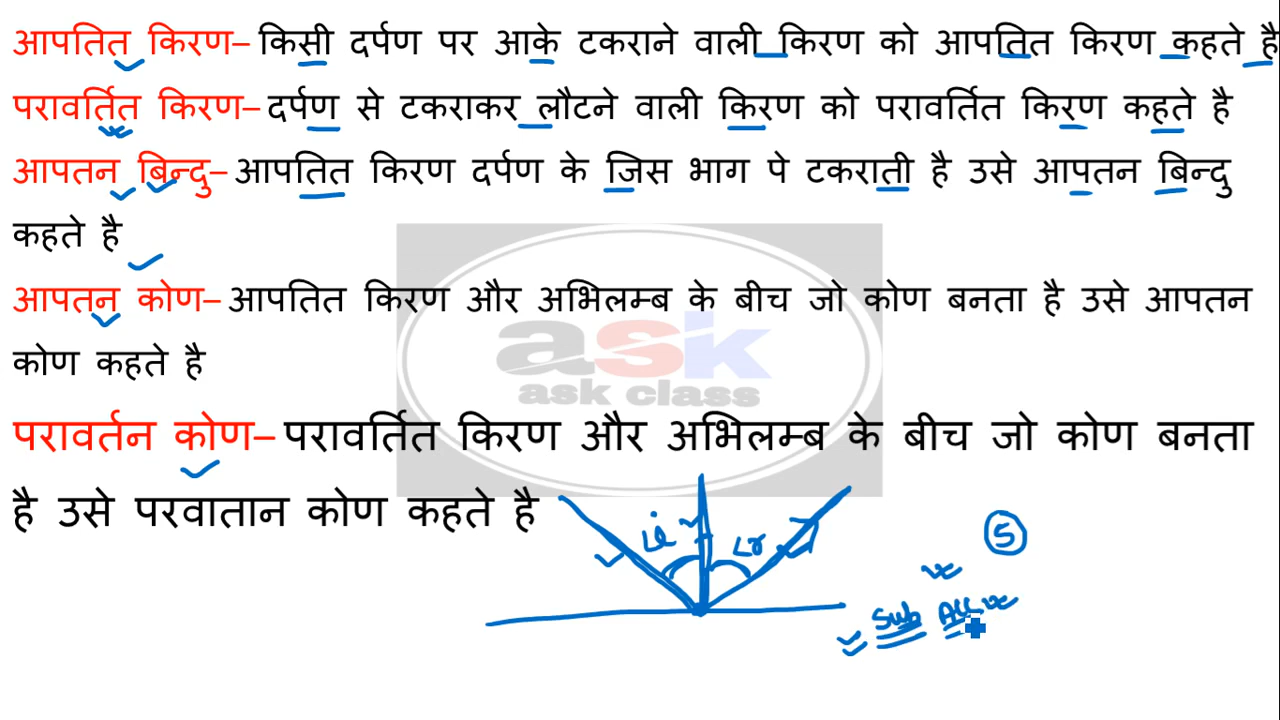 आपतित किरण– किसी दर्पण पर आके टकराने वाली किरण को आपतित किरण कहते है
परावर्तित किरण– दर्पण से टकराकर लौटने वाली किरण को परावर्तित किरण कहते है
आपतन बिन्दु– आपतित किरण दर्पण के जिस भाग पे टकराती है उसे आपतन बिन्दु
कहते है
आपतन कोण– आपतित किरण और अभिलम्ब के बीच जो कोण बनता है उसे आपतन
कोण कहते है
ask
ask class
परावर्तन कोण– परावर्तित किरण और अभिलम्ब के बीच जो कोण बनता
है उसे परवातान कोण कहते है
∠i ∠r
5
Sub